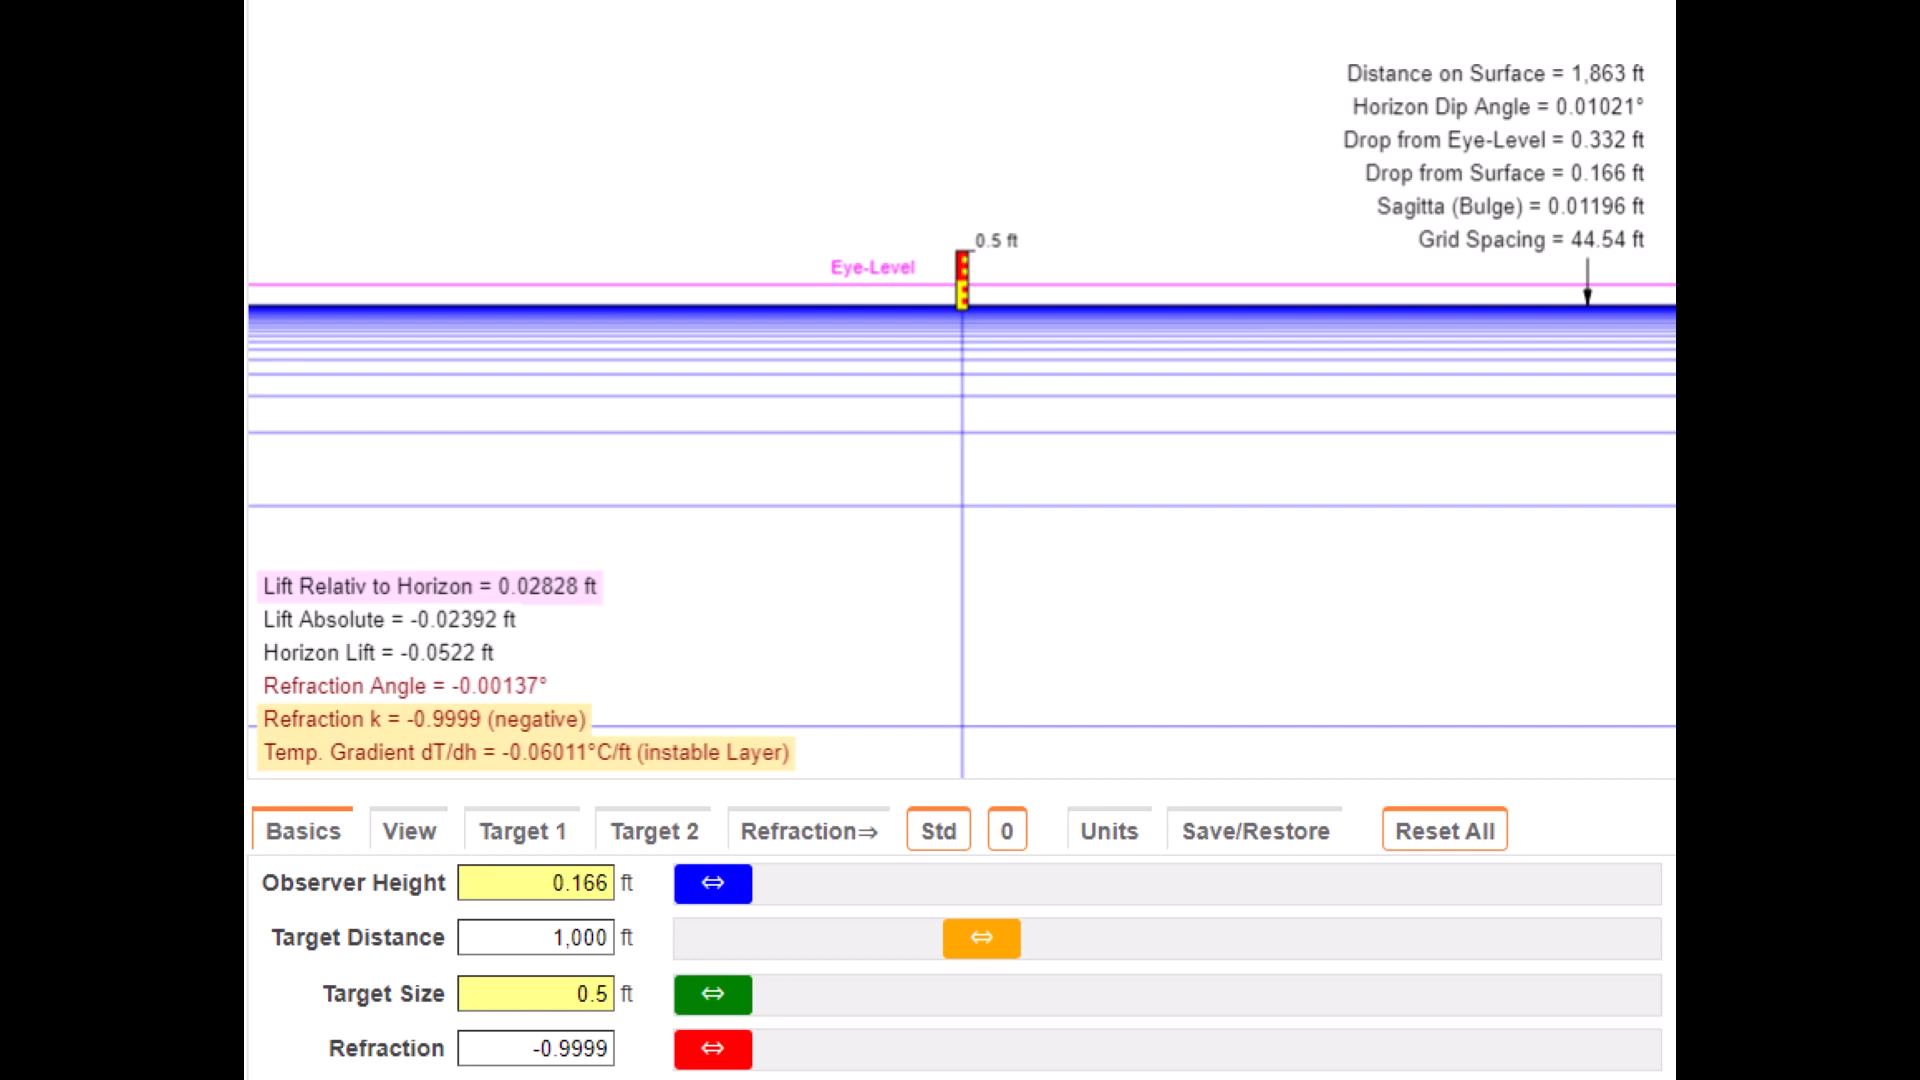 Distance on Surface = 1,863 ft
Horizon Dip Angle = 0.01021°
Drop from Eye-Level = 0.332 ft
Drop from Surface = 0.166 ft
Sagitta (Bulge) = 0.01196 ft
Grid Spacing = 44.54 ft
0.5 ft
Eye-Level
Lift Relativ to Horizon = 0.02828 ft
Lift Absolute = -0.02392 ft
Horizon Lift = -0.0522 ft
Refraction Angle = -0.00137°
Refraction k = -0.9999 (negative)
Temp. Gradient dT/dh = -0.06011°C/ft (instable Layer)
Basics View Target 1 Target 2 Refraction⇒ Std 0 Units Save/Restore Reset All
Observer Height 0.166 ft ⇔
Target Distance 1,000 ft ⇔
Target Size 0.5 ft ⇔
Refraction -0.9999 ⇔